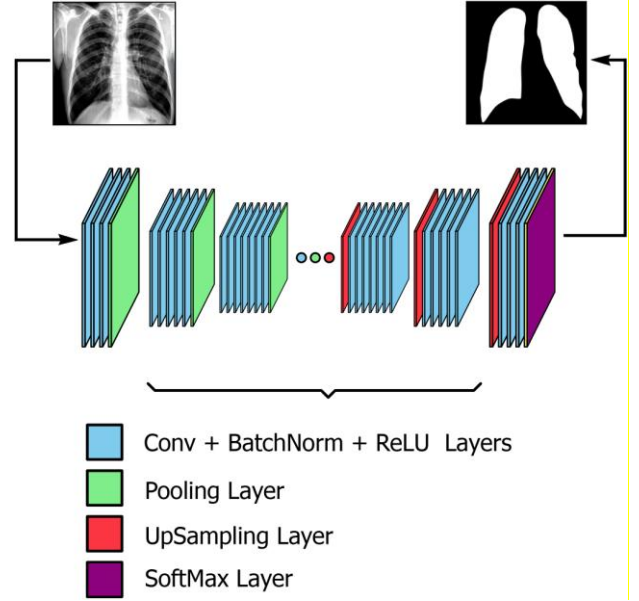 Conv + BatchNorm + ReLU Layers
Pooling Layer
UpSampling Layer
SoftMax Layer